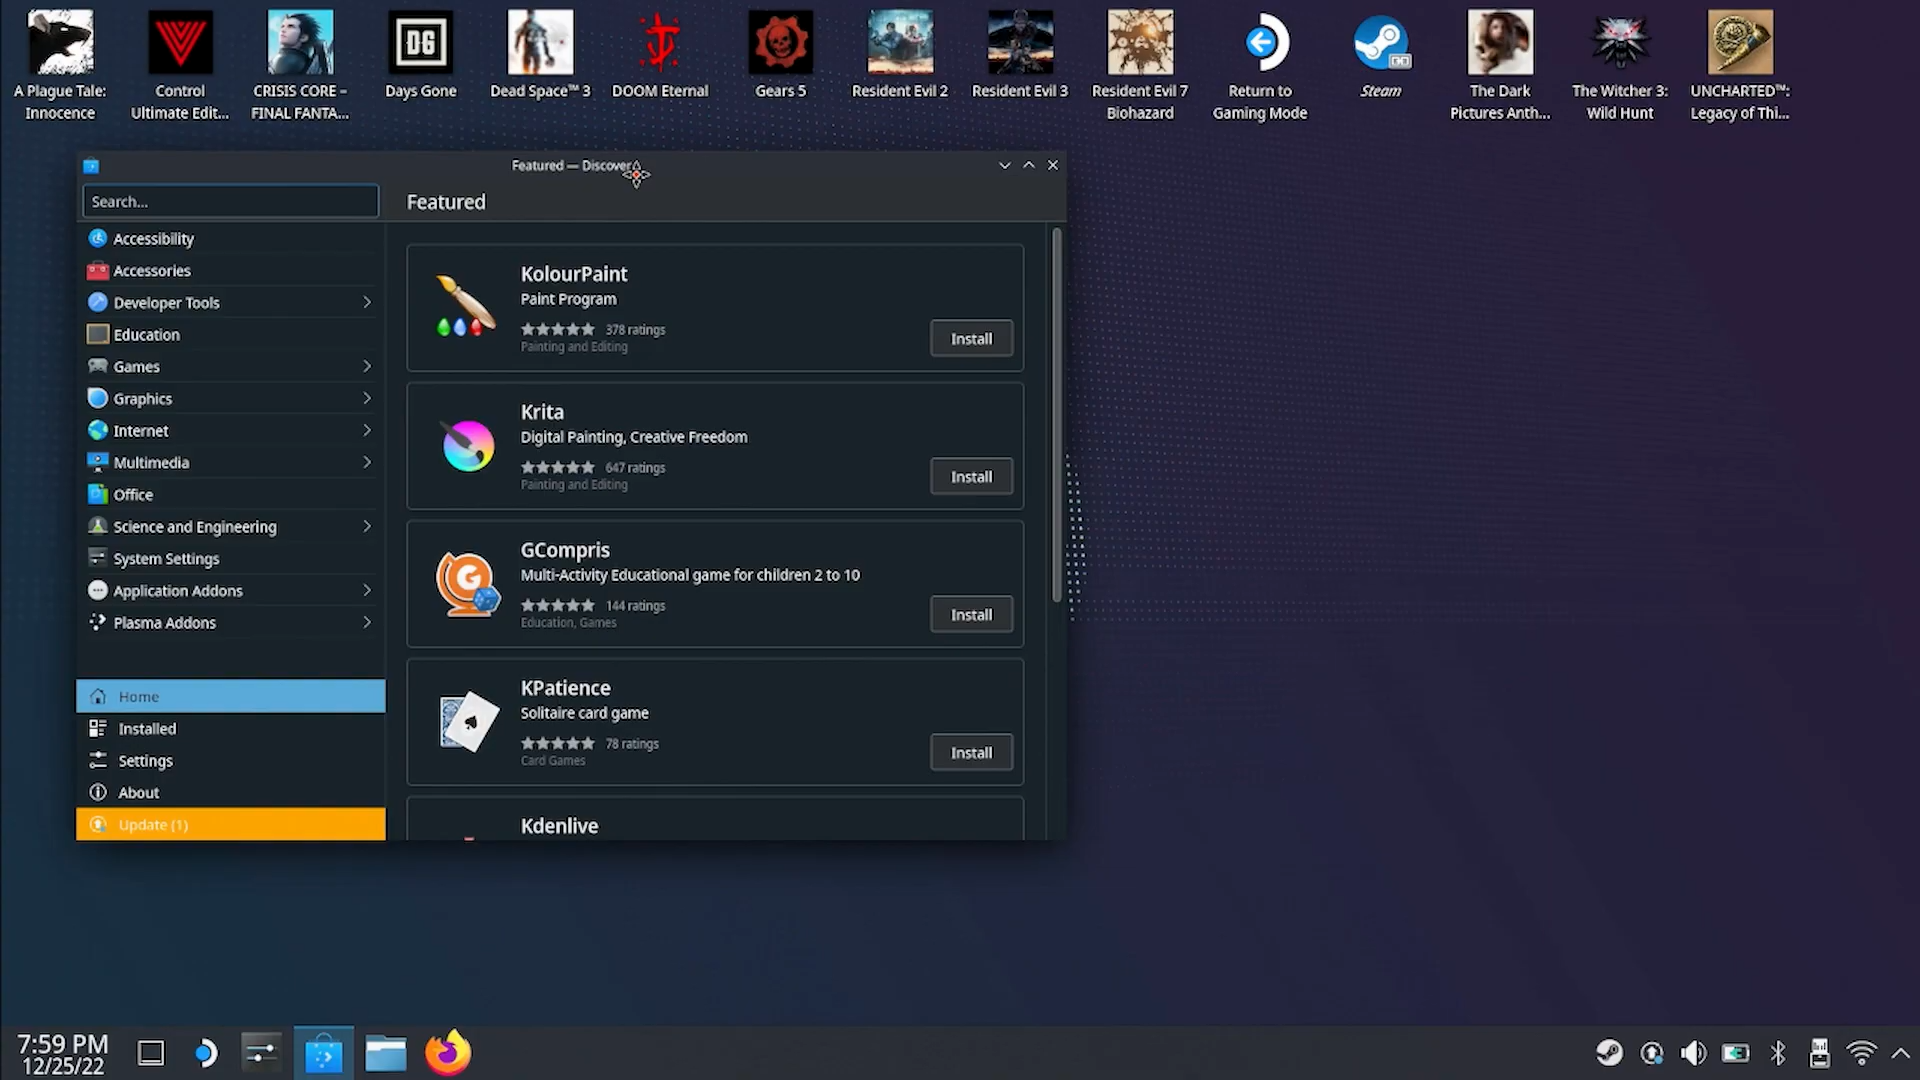 A Plague Tale:
Innocence
Control
Ultimate Edit...
CRISIS CORE –
FINAL FANTA...
D6
Days Gone
Dead Space™ 3
DOOM Eternal
Gears 5
Resident Evil 2
Resident Evil 3
Resident Evil 7
Biohazard
Return to
Gaming Mode
Steam
The Dark
Pictures Anth...
The Witcher 3:
Wild Hunt
UNCHARTED™:
Legacy of Thi...
Featured — Discover
Search...
Featured
Accessibility
Accessories
Developer Tools
Education
Games
Graphics
Internet
Multimedia
Office
Science and Engineering
System Settings
Application Addons
Plasma Addons
Home
Installed
Settings
About
Update (1)
KolourPaint
Paint Program
378 ratings
Painting and Editing
Install
Krita
Digital Painting, Creative Freedom
647 ratings
Painting and Editing
Install
G
GCompris
Multi-Activity Educational game for children 2 to 10
144 ratings
Education, Games
Install
KPatience
Solitaire card game
78 ratings
Card Games
Install
Kdenlive
7:59 PM
12/25/22